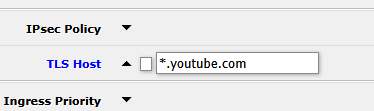 IPsec Policy
TLS Host *.youtube.com
Ingress Priority